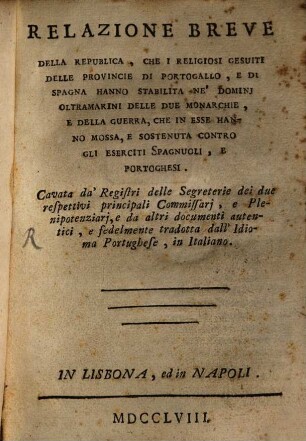 RELAZIONE BREVE
DELLA REPUBLICA, CHE I RELIGIOSI GESUITI
DELLE PROVINCIE DI PORTOGALLO, E DI
SPAGNA HANNO STABILITA NE' DOMINJ
OLTRAMARINI DELLE DUE MONARCHIE,
E DELLA GUERRA, CHE IN ESSE HAN-
NO MOSSA, E SOSTENUTA CONTRO
GLI ESERCITI SPAGNUOLI, E
PORTOGHESI.
Cavata da' Registri delle Segreterie dei due
respettivi principali Commissarj, e Ple-
nipotenziarj, e da altri documenti auten-
tici, e fedelmente tradotta dall' Idio-
ma Portughese, in Italiano.
R
IN LISBONA, ed in NAPOLI.
MDCCLVIII.